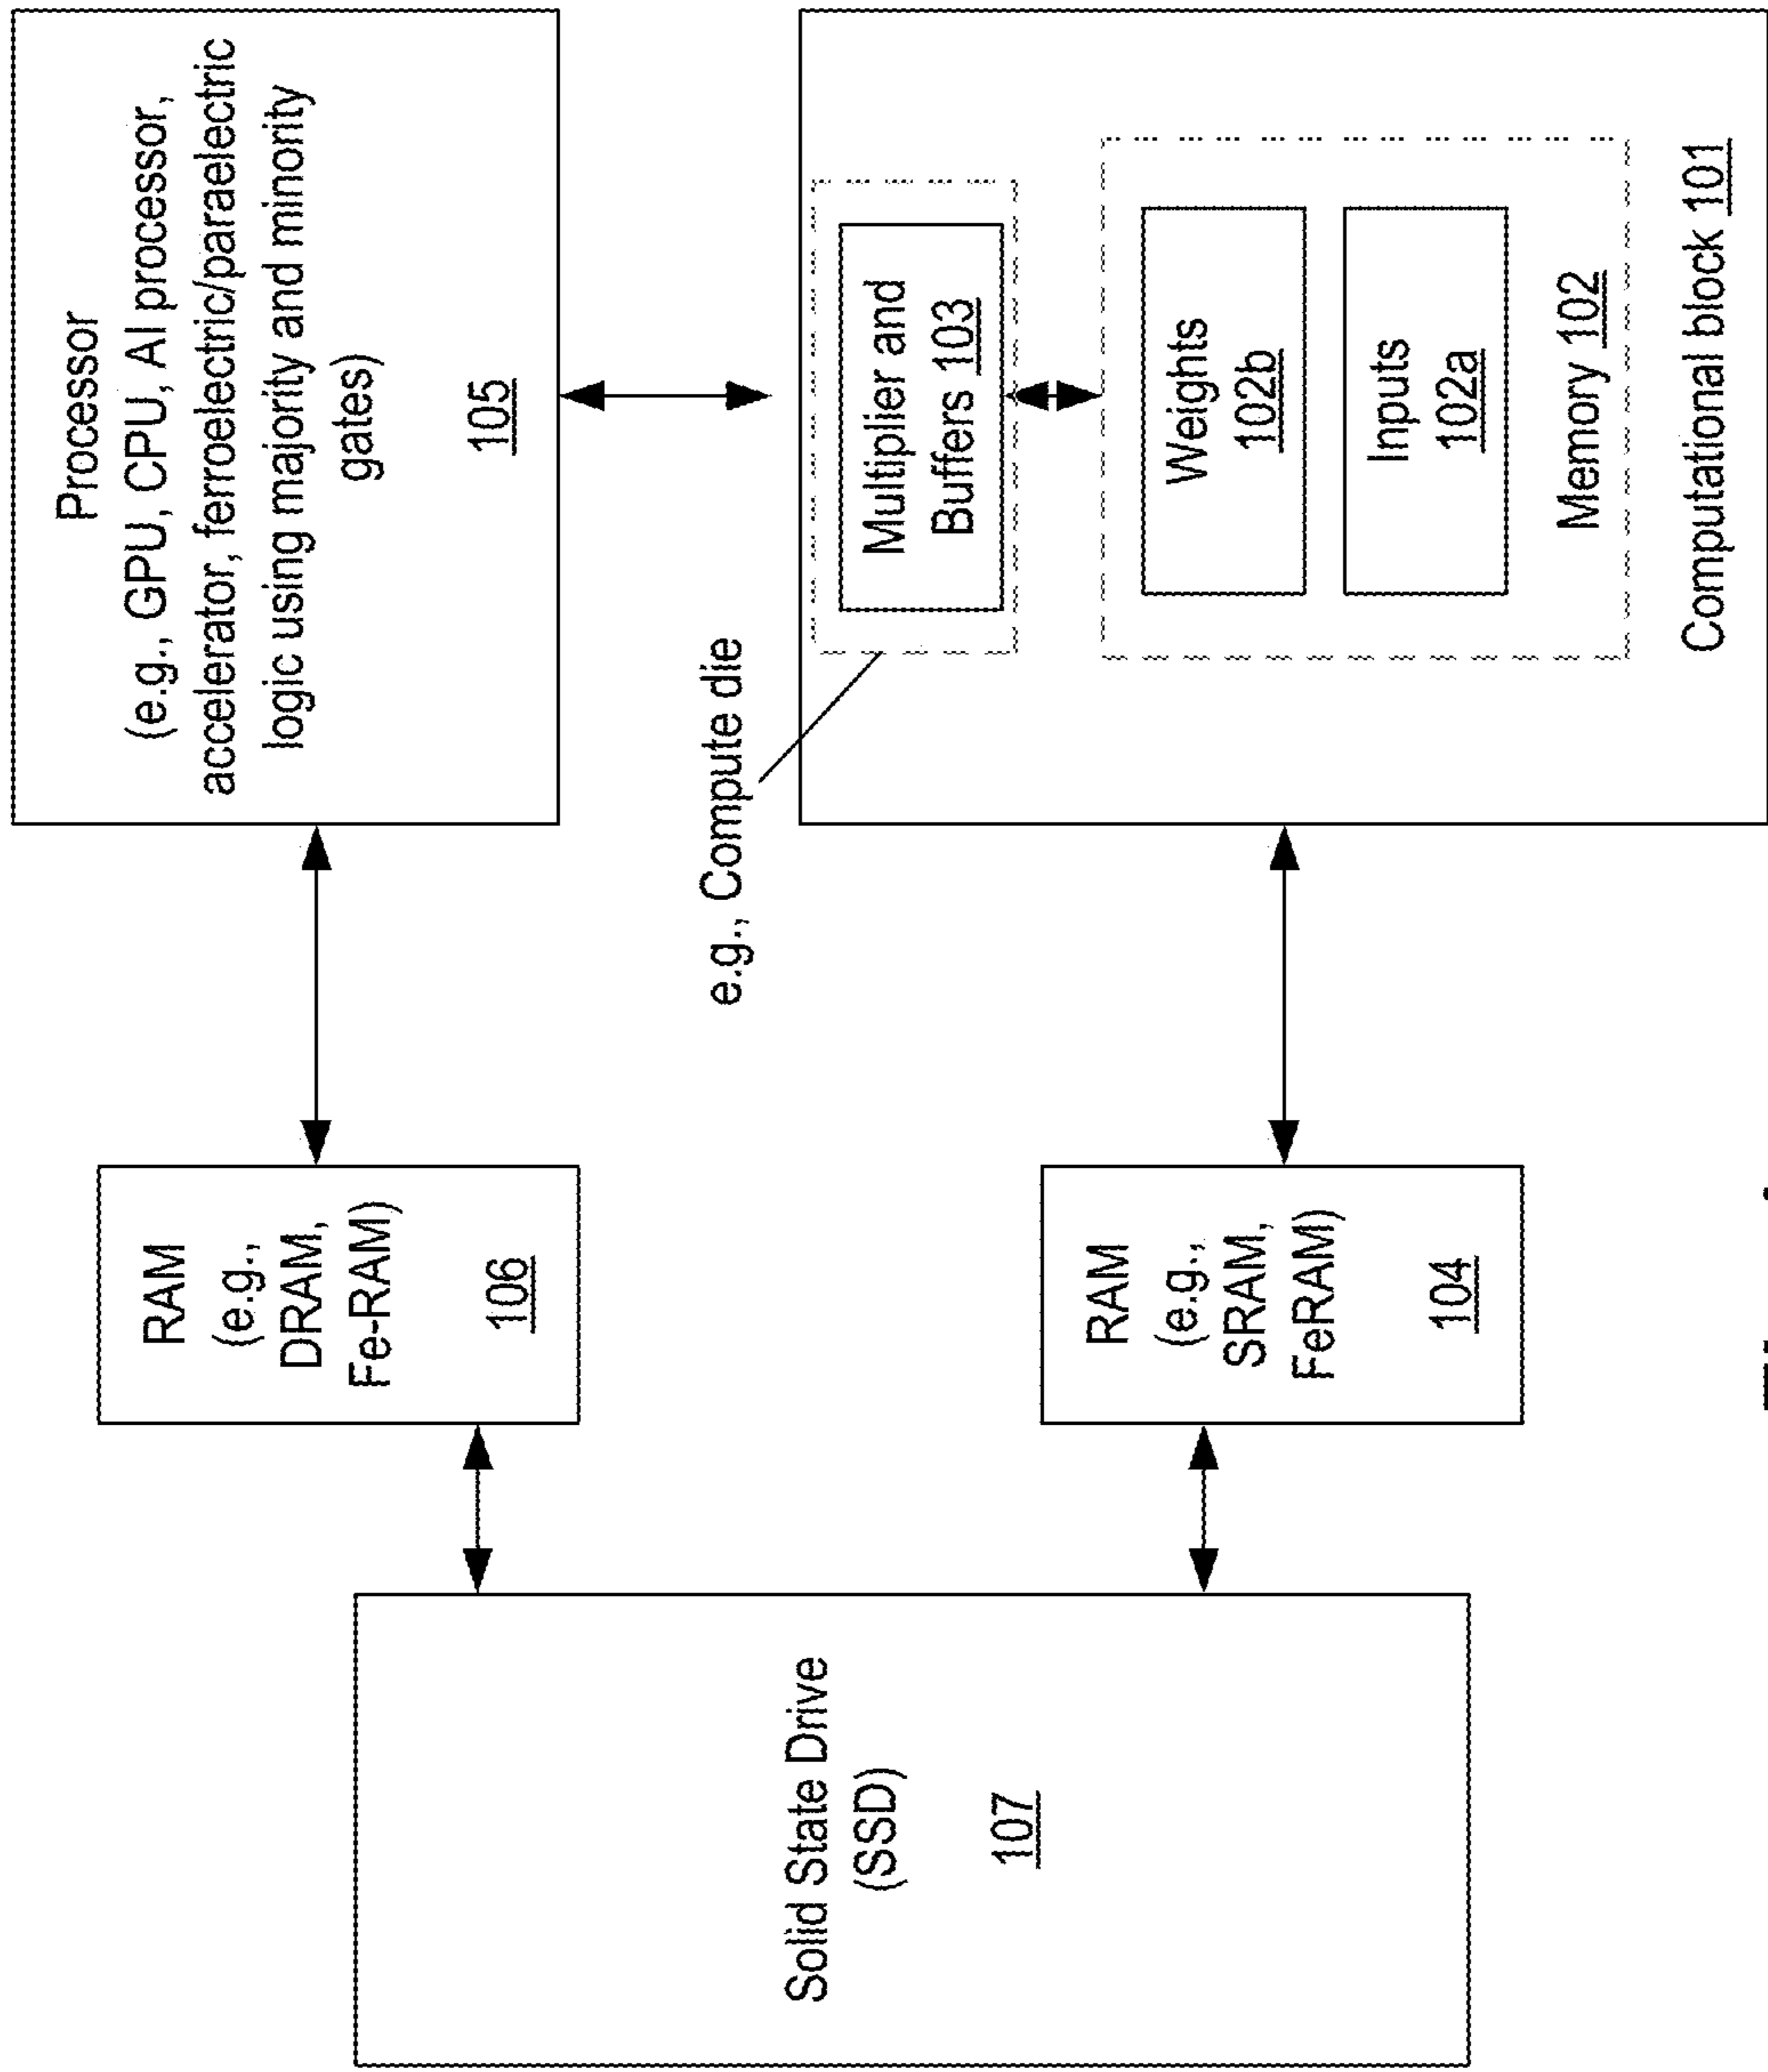 Solid State Drive
(SSD)
107
RAM
(e.g.,
DRAM,
Fe-RAM)
106
Processor
(e.g., GPU, CPU, AI processor,
accelerator, ferroelectric/paraelectric
logic using majority and minority
gates)
105
e.g., Compute die
RAM
(e.g.,
SRAM,
FeRAM)
104
Multiplier and
Buffers 103
Weights
102b
Inputs
102a
Memory 102
Computational block 101